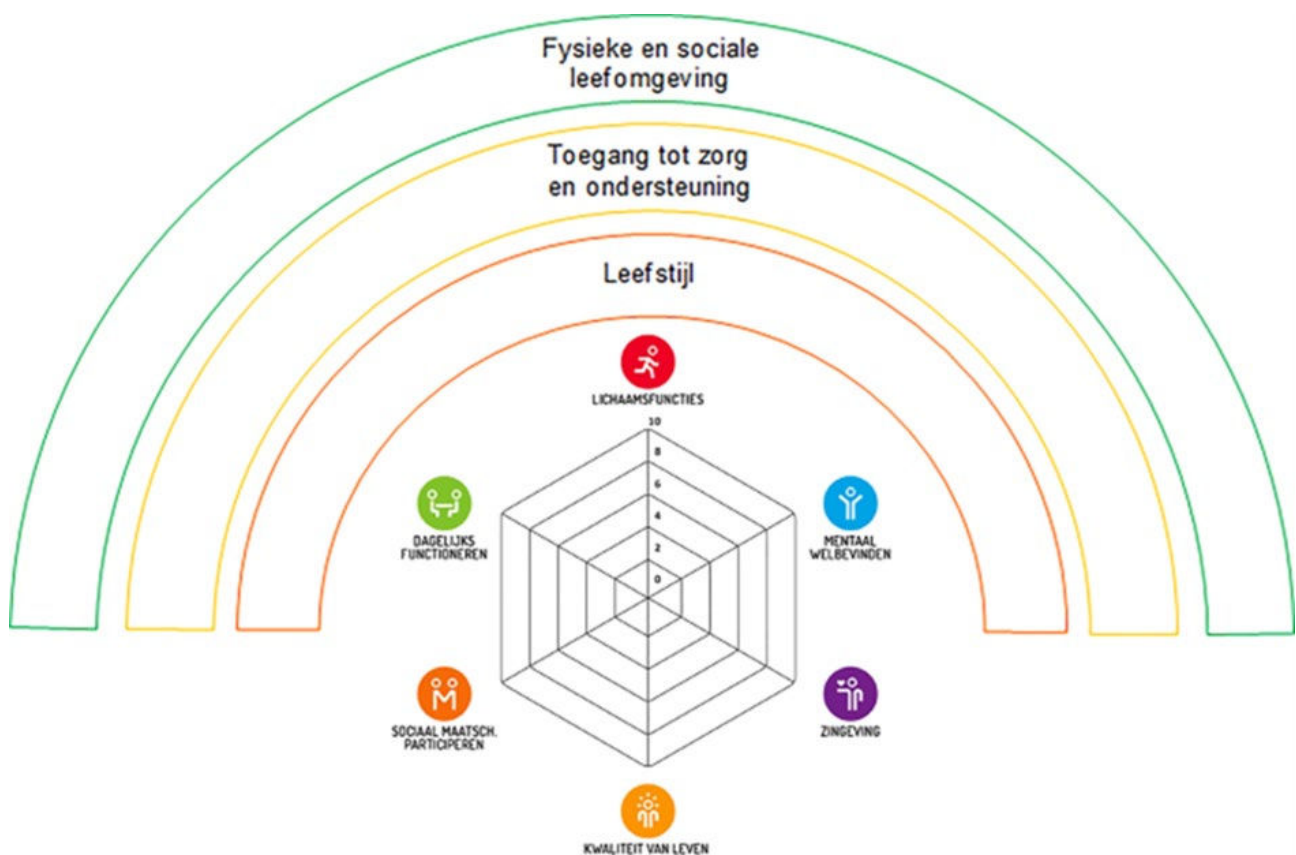 Fysieke en sociale
leefomgeving
Toegang tot zorg
en ondersteuning
Leefstijl
LICHAAMSFUNCTIES
10
8
6
4
2
0
DAGELIJKS
FUNCTIONEREN
MENTAAL
WELBEVINDEN
SOCIAAL MAATSCH.
PARTICIPEREN
ZINGEVING
KWALITEIT VAN LEVEN